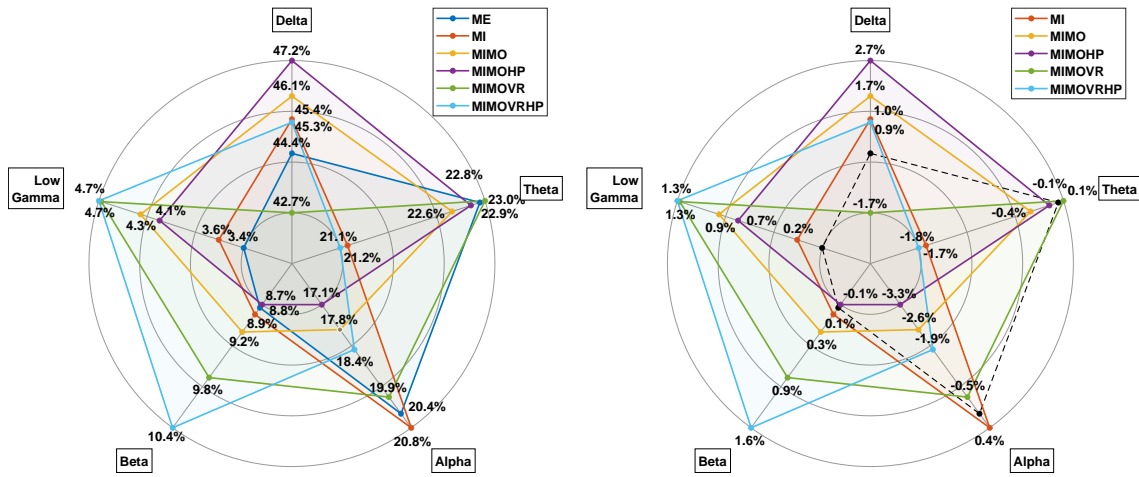 Delta
47.2%
46.1%
45.4%
45.3%
44.4%
42.7%
ME
MI
MIMO
MIMOHP
MIMOVR
MIMOVRHP
Theta
22.8%
23.0%
22.9%
22.6%
21.1%
21.2%
Low
Gamma
4.7%
4.7%
4.3%
4.1%
3.6%
3.4%
8.7%
8.8%
8.9%
9.2%
9.8%
10.4%
Beta
17.1%
17.8%
18.4%
19.9%
20.4%
20.8%
Alpha
Delta
2.7%
1.7%
1.0%
0.9%
-1.7%
MI
MIMO
MIMOHP
MIMOVR
MIMOVRHP
Theta
-0.1%
0.1%
-0.4%
-1.8%
-1.7%
Low
Gamma
1.3%
1.3%
0.9%
0.7%
0.2%
-0.1%
0.1%
0.3%
0.9%
1.6%
Beta
-3.3%
-2.6%
-1.9%
-0.5%
0.4%
Alpha